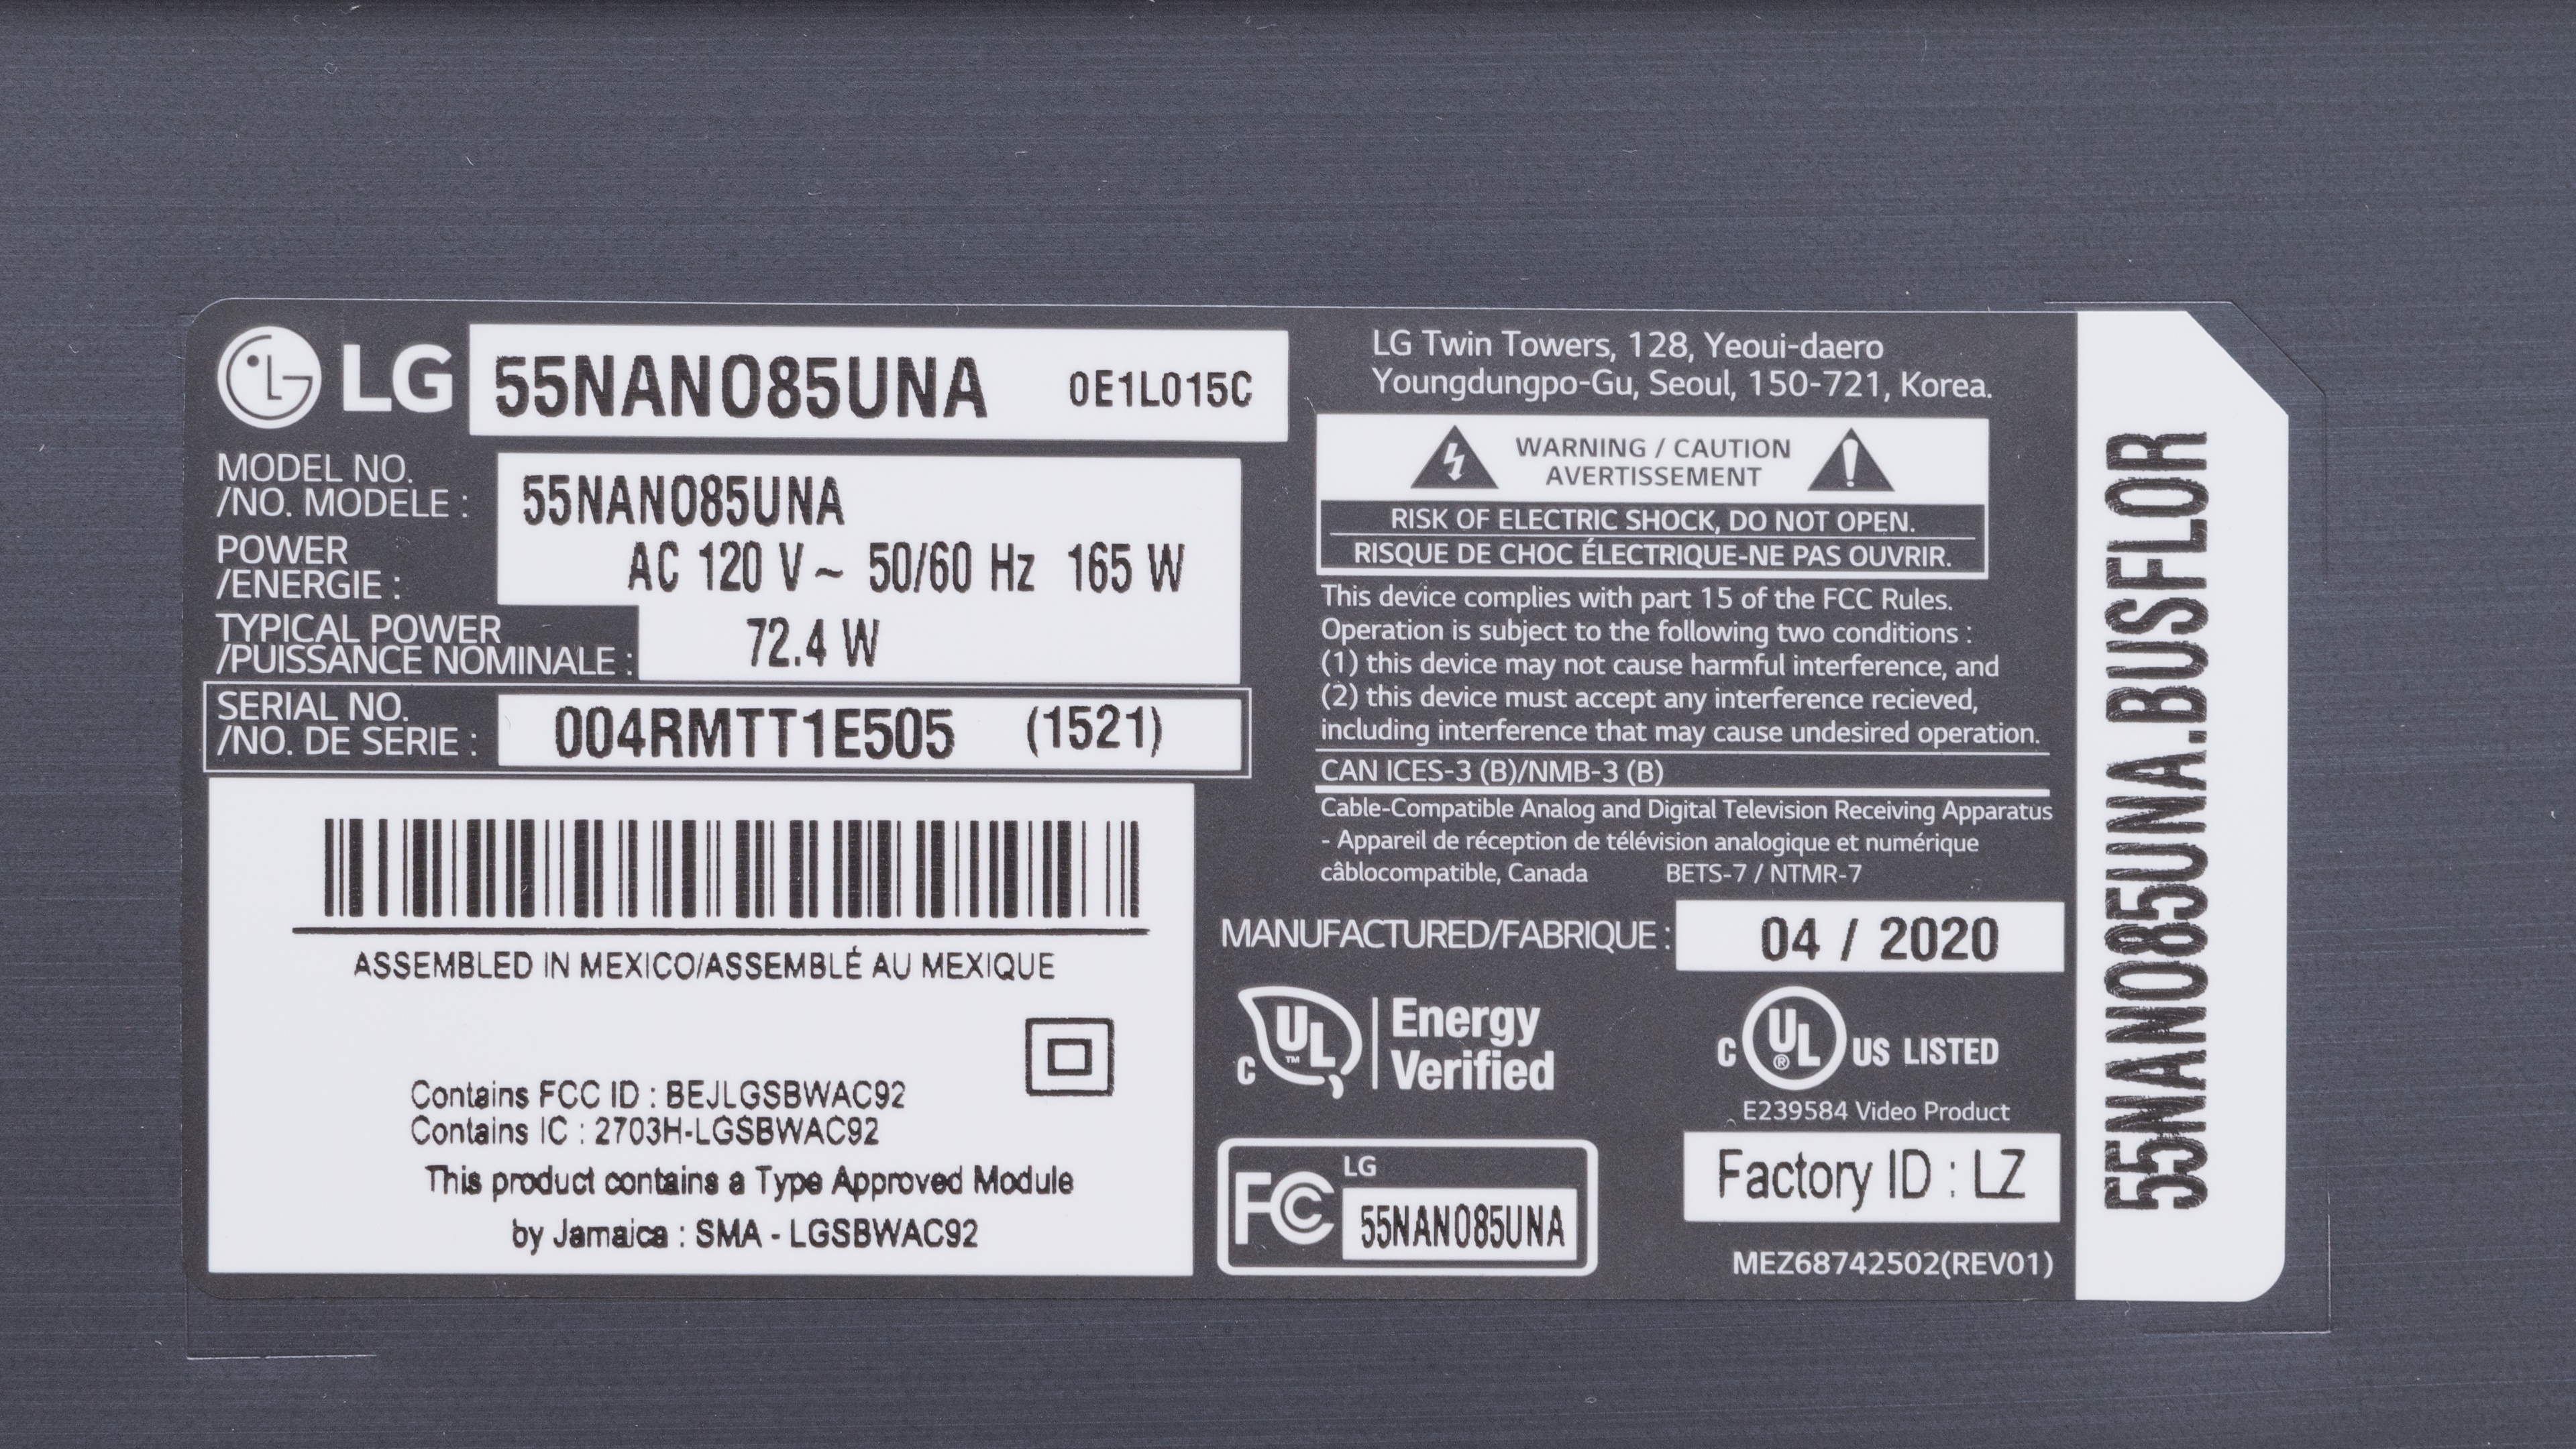 LG 55NANO85UNA 0E1L015C
MODEL NO.
/NO. MODELE : 55NANO85UNA
POWER
/ENERGIE : AC 120 V~ 50/60 Hz 165 W
TYPICAL POWER
/PUISSANCE NOMINALE : 72.4 W
SERIAL NO.
/NO. DE SERIE : 004RMTT1E505 (1521)
ASSEMBLED IN MEXICO/ASSEMBLÉ AU MEXIQUE
Contains FCC ID : BEJLGSBWAC92
Contains IC : 2703H-LGSBWAC92
This product contains a Type Approved Module
by Jamaica : SMA - LGSBWAC92
LG Twin Towers, 128, Yeoui-daero
Youngdungpo-Gu, Seoul, 150-721, Korea.
WARNING / CAUTION
AVERTISSEMENT
RISK OF ELECTRIC SHOCK, DO NOT OPEN.
RISQUE DE CHOC ÉLECTRIQUE-NE PAS OUVRIR.
This device complies with part 15 of the FCC Rules.
Operation is subject to the following two conditions :
(1) this device may not cause harmful interference, and
(2) this device must accept any interference recieved,
including interference that may cause undesired operation.
CAN ICES-3 (B)/NMB-3 (B)
Cable-Compatible Analog and Digital Television Receiving Apparatus
- Appareil de réception de télévision analogique et numérique
câblocompatible, Canada BETS-7 / NTMR-7
MANUFACTURED/FABRIQUE : 04 / 2020
C UL ™ Energy
Verified
C UL ® US LISTED
E239584 Video Product
FC LG
55NANO85UNA
Factory ID : LZ
MEZ68742502(REV01)
55NANO85UNA.BUSFLOR